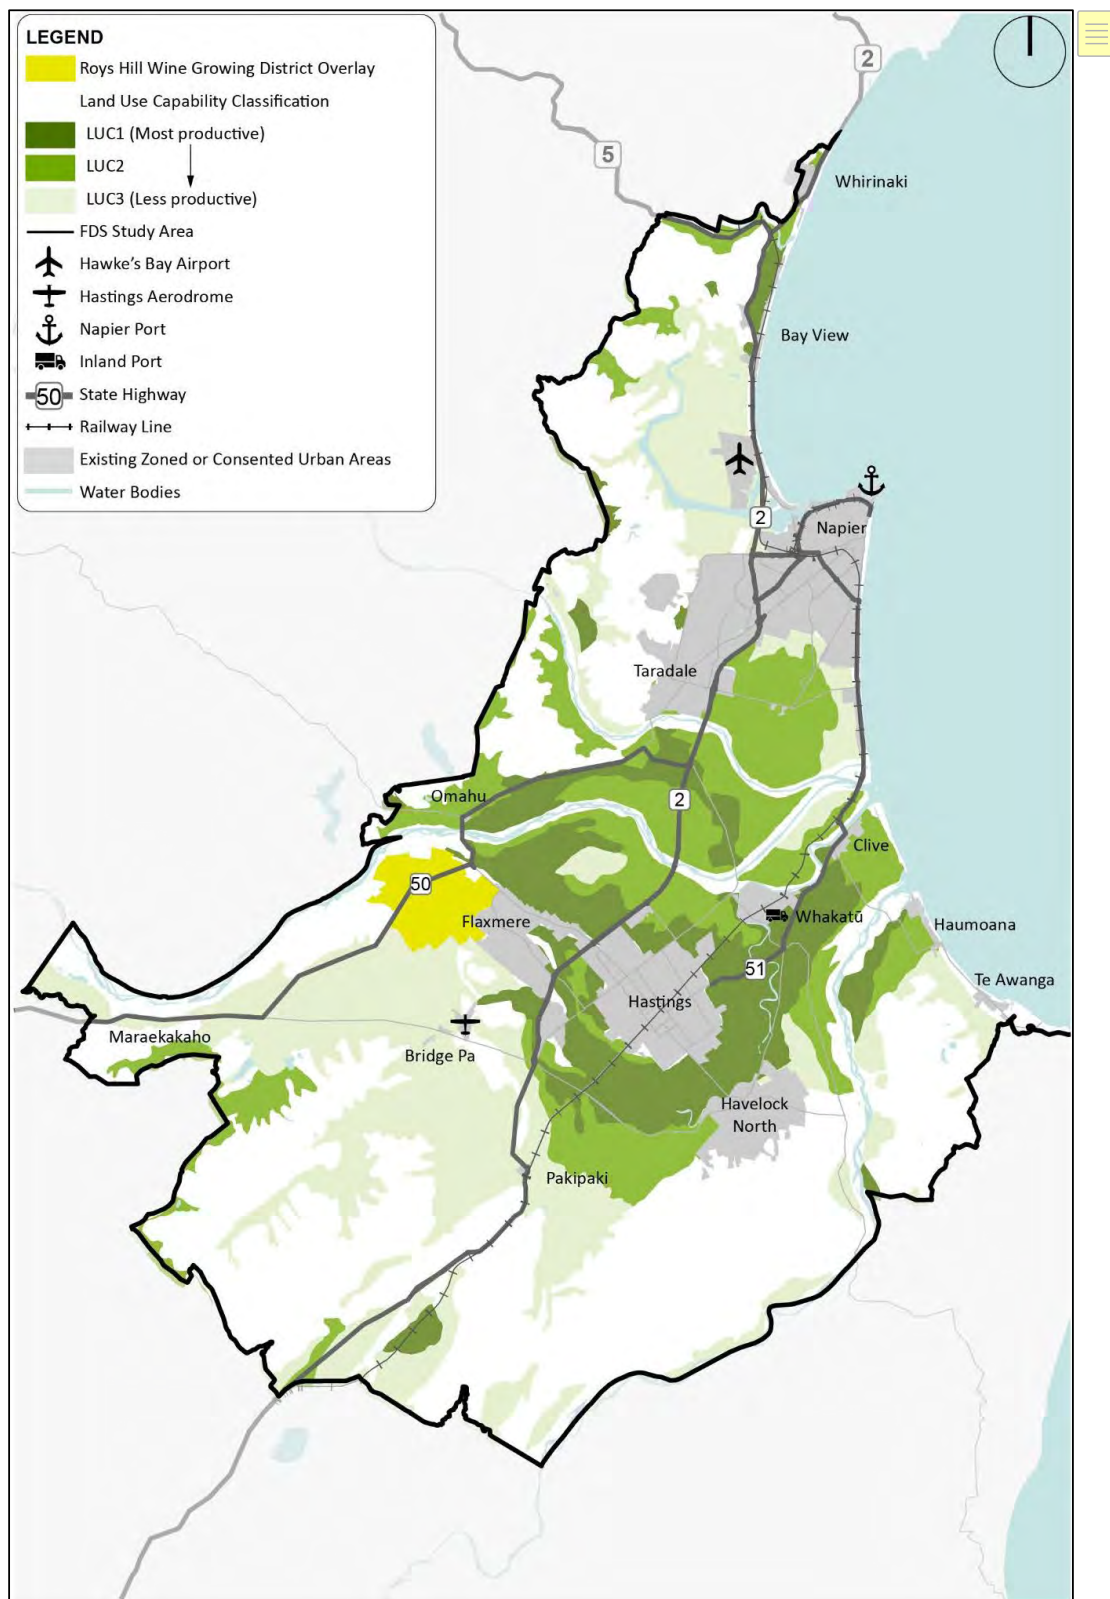 LEGEND
Roys Hill Wine Growing District Overlay
Land Use Capability Classification
LUC1 (Most productive)
LUC2
LUC3 (Less productive)
FDS Study Area
Hawke's Bay Airport
Hastings Aerodrome
Napier Port
Inland Port
50 State Highway
Railway Line
Existing Zoned or Consented Urban Areas
Water Bodies
2
5
Whirinaki
Bay View
2
Napier
Taradale
Omahu
2
Clive
50
Flaxmere
Whakatū
Haumoana
51
Te Awanga
Hastings
Maraekakaho
Bridge Pa
Havelock
North
Pakipaki